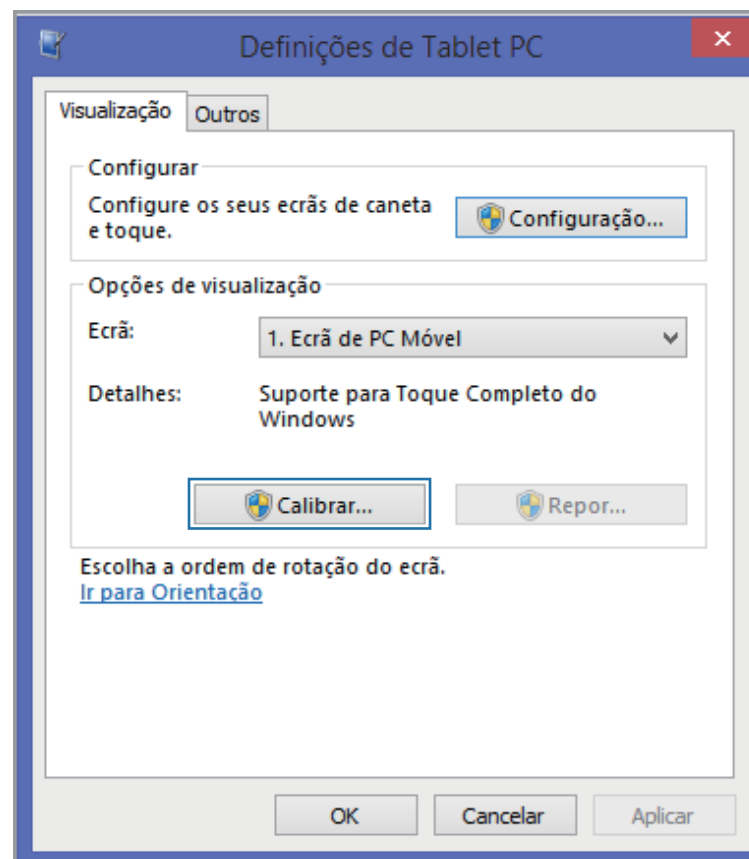 Definições de Tablet PC
Visualização
Outros
Configurar
Configure os seus ecrãs de caneta
e toque.
Configuração...
Opções de visualização
Ecrã:
1. Ecrã de PC Móvel
Detalhes:
Suporte para Toque Completo do
Windows
Calibrar...
Repor...
Escolha a ordem de rotação do ecrã.
Ir para Orientação
OK
Cancelar
Aplicar